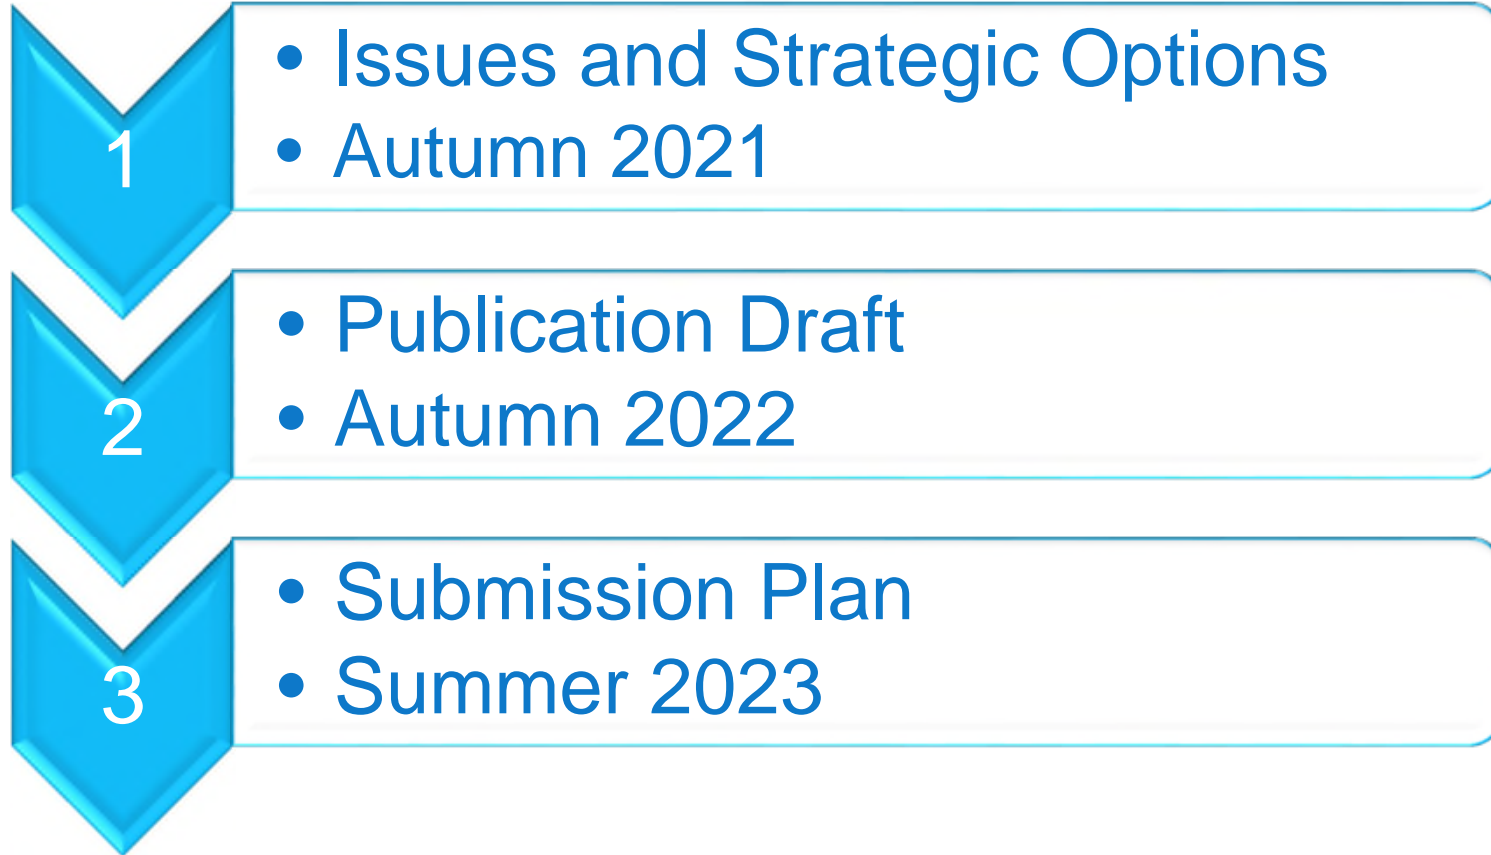 1
• Issues and Strategic Options
• Autumn 2021
2
• Publication Draft
• Autumn 2022
3
• Submission Plan
• Summer 2023